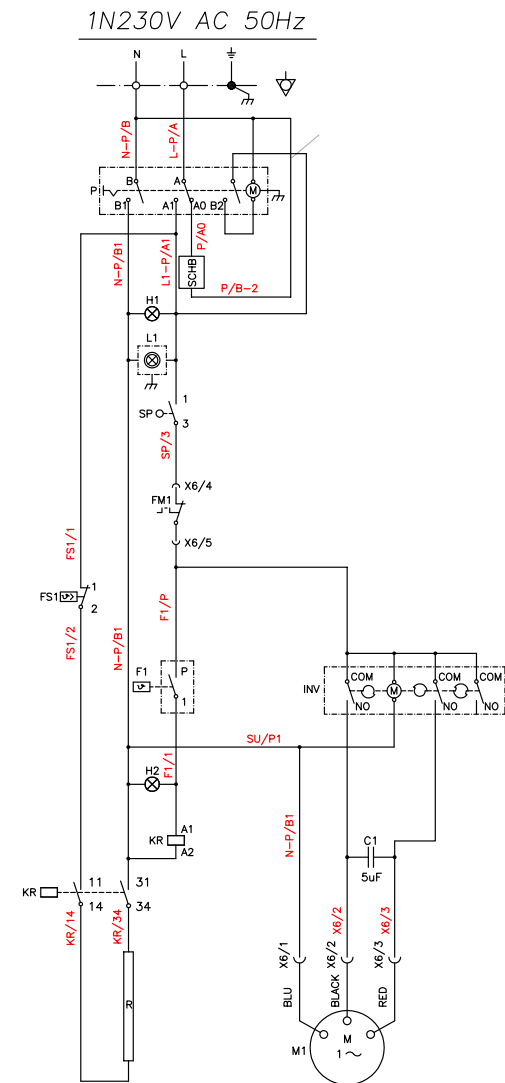 1N230V AC 50Hz
N
L
N-P/B
L-P/A
P
B
A
M
B1
A1
A0
B2
N-P/B1
L1-P/A1
P/A0
SCHB
P/B-2
H1
L1
1
SP
3
SP/3
X6/4
FM1
X6/5
FS1/1
FS1
1
2
FS1/2
N-P/B1
F1/P
F1
P
1
INV
COM
NO
M
COM
NO
COM
NO
SU/P1
F1/1
H2
N-P/B1
KR
A1
A2
C1
5uF
KR
11
14
31
34
KR/14
KR/34
X6/2
X6/3
X6/1
X6/2
X6/3
R
BLU
BLACK
RED
M1
M
1